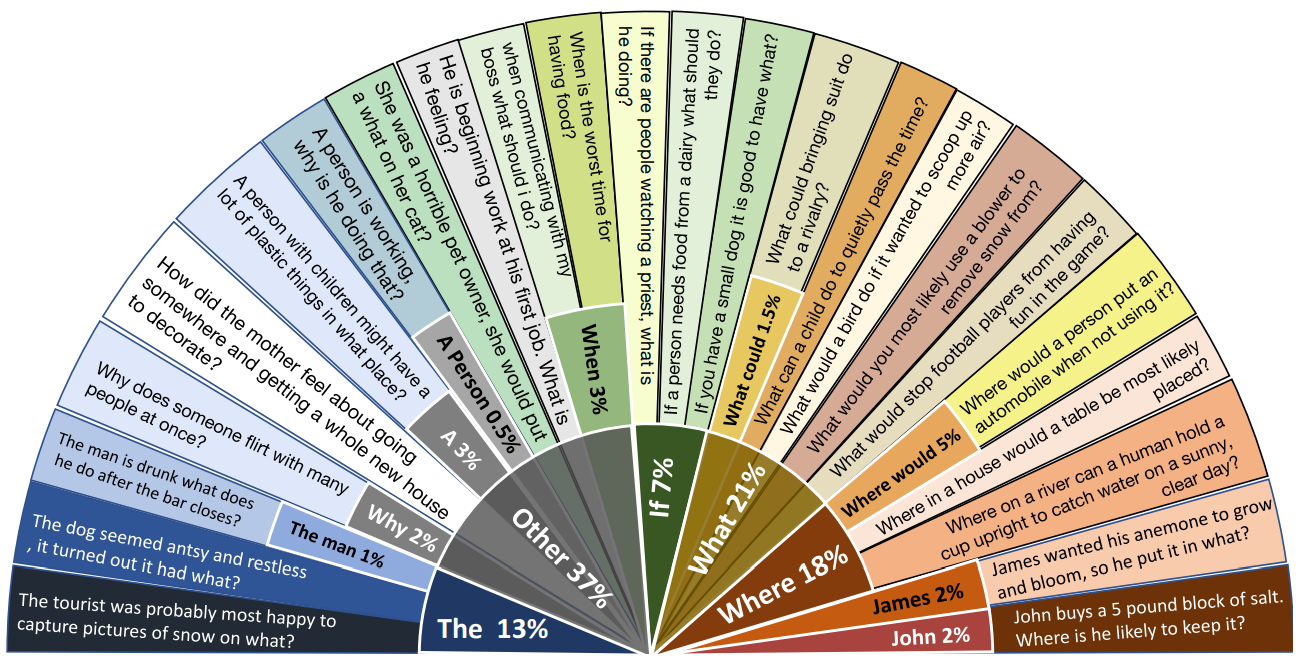 The tourist was probably most happy to
capture pictures of snow on what?
The dog seemed antsy and restless
, it turned out it had what?
The man is drunk what does
he do after the bar closes?
The man 1%
The 13%
Why does someone flirt with many
people at once?
Why 2%
How did the mother feel about going
somewhere and getting a whole new house
to decorate?
A person with children might have a
lot of plastic things in what place?
A 3%
A person is working,
why is he doing that?
A Person 0.5%
She was a horrible pet owner, she would put
a what on her cat?
He is beginning work at his first job. What is
he feeling?
when communicating with my
boss what should i do?
When is the worst time for
having food?
When 3%
Other 37%
If there are people watching a priest, what is
he doing?
If a person needs food from a dairy what should
they do?
If you have a small dog it is good to have what?
If 7%
What could bringing suit do
to a rivalry?
What could 1.5%
What can a child do to quietly pass the time?
What would a bird do if it wanted to scoop up
more air?
What would you most likely use a blower to
remove snow from?
What would stop football players from having
fun in the game?
What 21%
Where would a person put an
automobile when not using it?
Where would 5%
Where in a house would a table be most likely
placed?
Where on a river can a human hold a
cup upright to catch water on a sunny,
clear day?
Where 18%
James wanted his anemone to grow
and bloom, so he put it in what?
James 2%
John buys a 5 pound block of salt.
Where is he likely to keep it?
John 2%